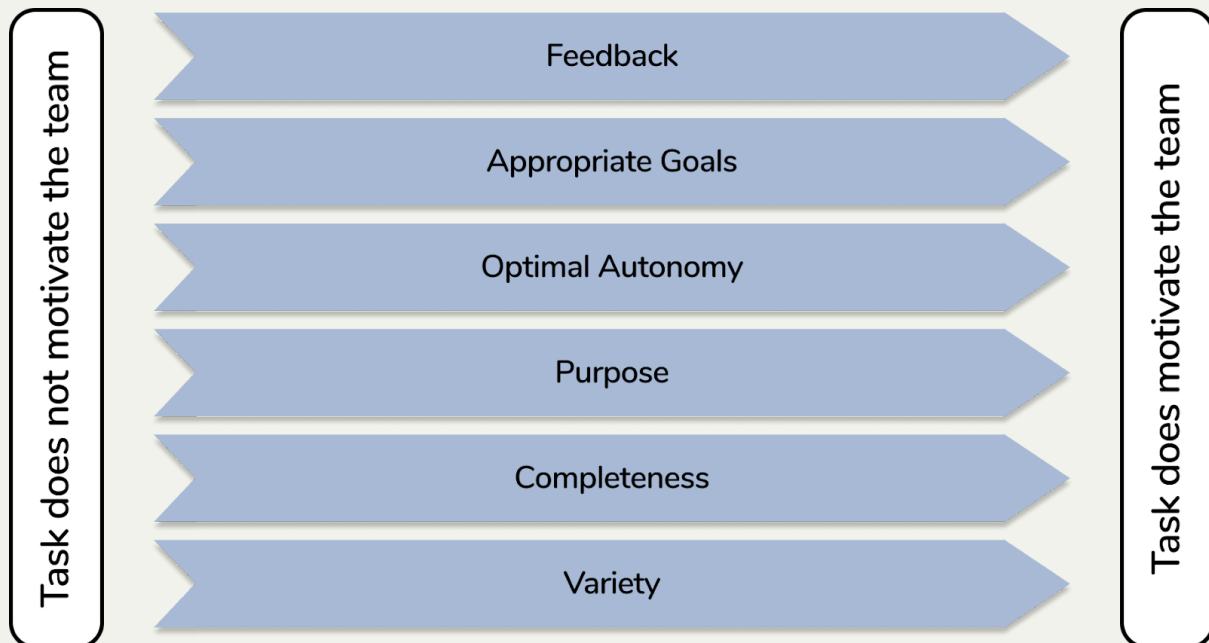 Task does not motivate the team
Feedback
Appropriate Goals
Optimal Autonomy
Purpose
Completeness
Variety
Task does motivate the team